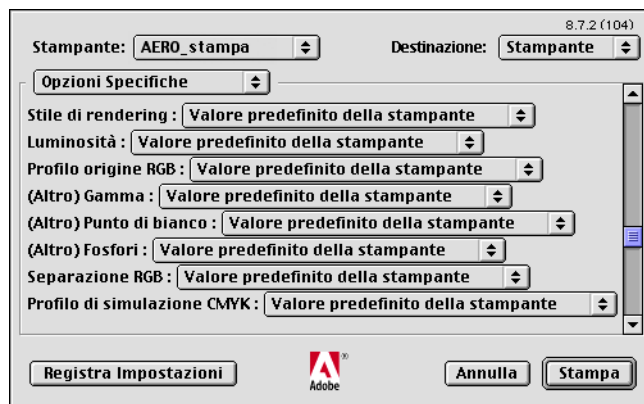 8.7.2 (104)
Stampante: AERO_stampa Destinazione: Stampante
Opzioni Specifiche
Stile di rendering : Valore predefinito della stampante
Luminosità : Valore predefinito della stampante
Profilo origine RGB : Valore predefinito della stampante
(Altro) Gamma : Valore predefinito della stampante
(Altro) Punto di bianco : Valore predefinito della stampante
(Altro) Fosfori : Valore predefinito della stampante
Separazione RGB : Valore predefinito della stampante
Profilo di simulazione CMYK : Valore predefinito della stampante
Registra Impostazioni Adobe® Annulla Stampa